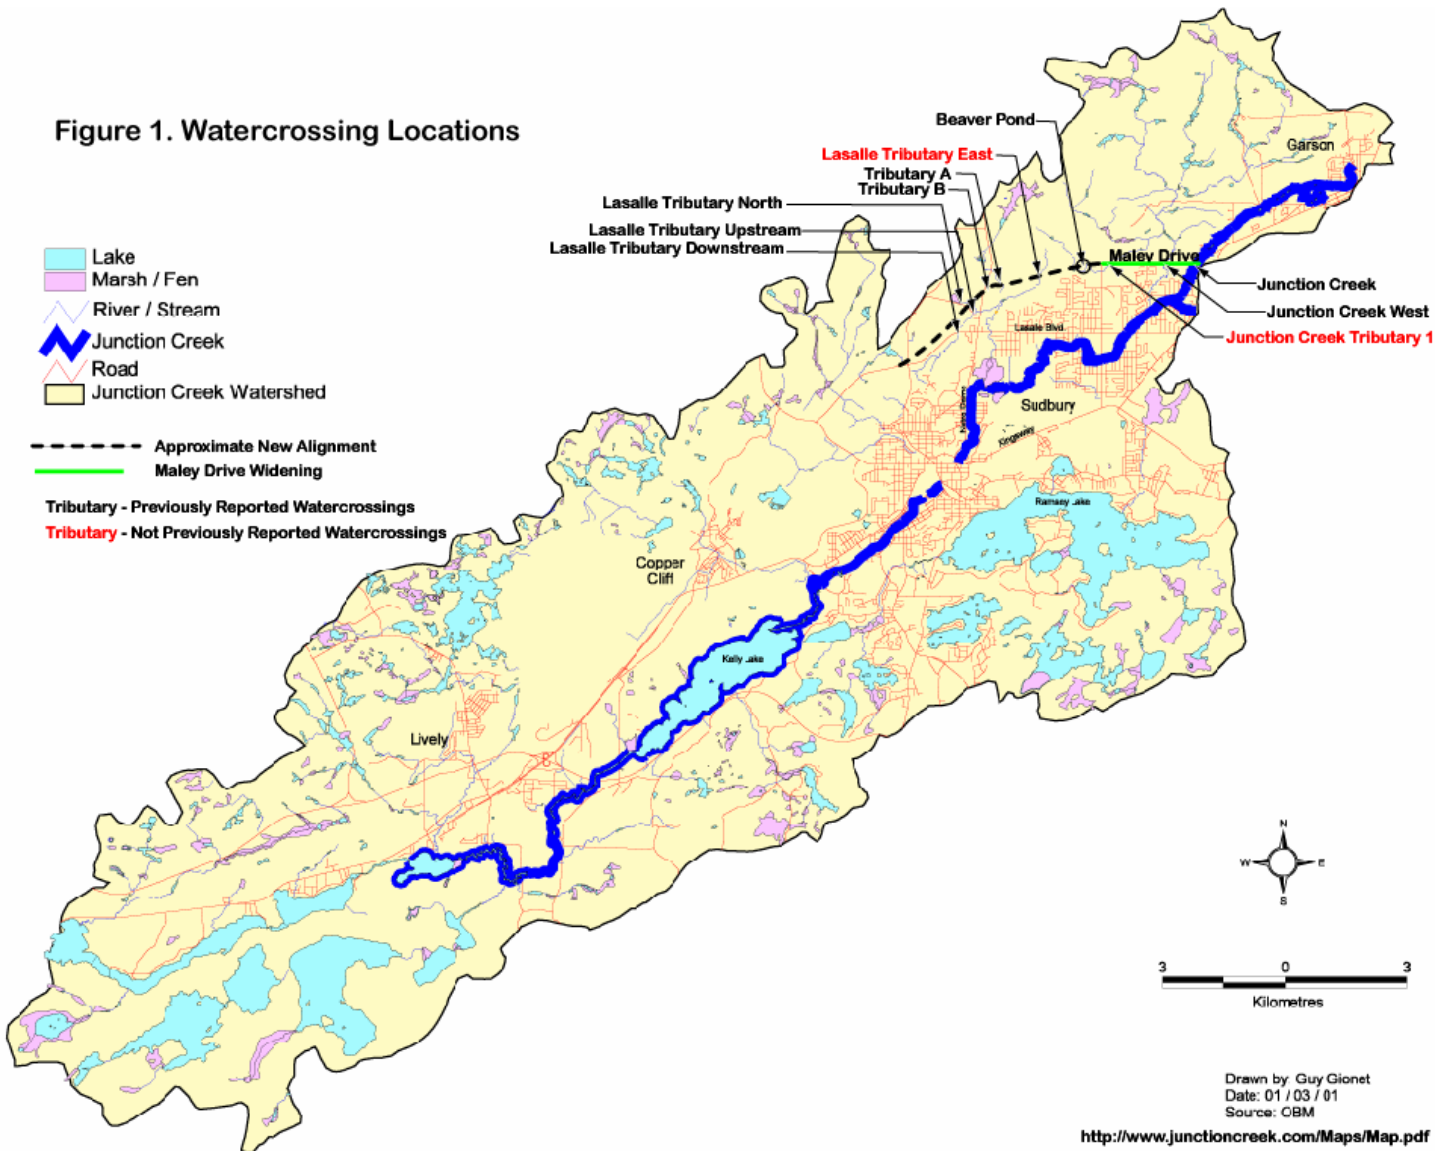 Figure 1. Watercrossing Locations
Beaver Pond
Lasalle Tributary East
Tributary A
Tributary B
Lasalle Tributary North
Lasalle Tributary Upstream
Lasalle Tributary Downstream
Garson
Maley Drive
Junction Creek
Junction Creek West
Junction Creek Tributary 1
Lasalle Blvd
Sudbury
Kingsway
Ramsey Lake
Copper
Cliff
Kelly Lake
Lively
Lake
Marsh / Fen
River / Stream
Junction Creek
Road
Junction Creek Watershed
Approximate New Alignment
Maley Drive Widening
Tributary - Previously Reported Watercrossings
Tributary - Not Previously Reported Watercrossings
N
W E
S
3 0 3
Kilometres
Drawn by: Guy Gionet
Date: 01 / 03 / 01
Source: OBM
http://www.junctioncreek.com/Maps/Map.pdf